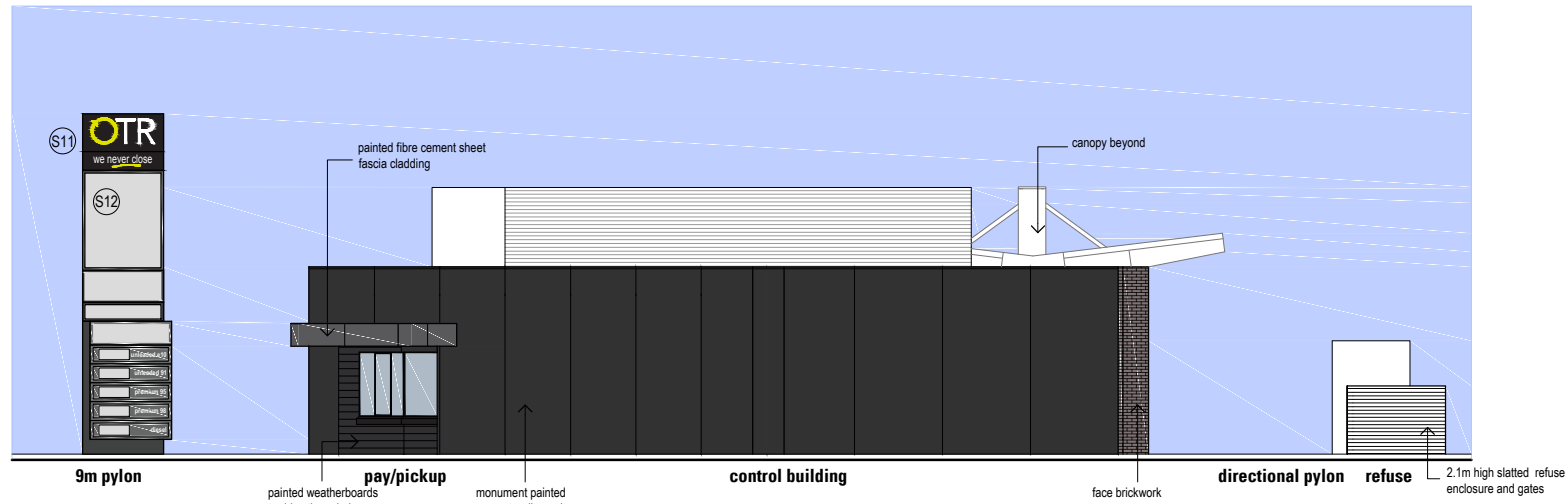 OTR
we never close
S11
S12
painted fibre cement sheet
fascia cladding
canopy beyond
unleaded e10
unleaded 91
premium 95
premium 98
diesel
9m pylon
pay/pickup
control building
directional pylon
refuse
2.1m high slatted refuse
enclosure and gates
painted weatherboards
monument painted
face brickwork